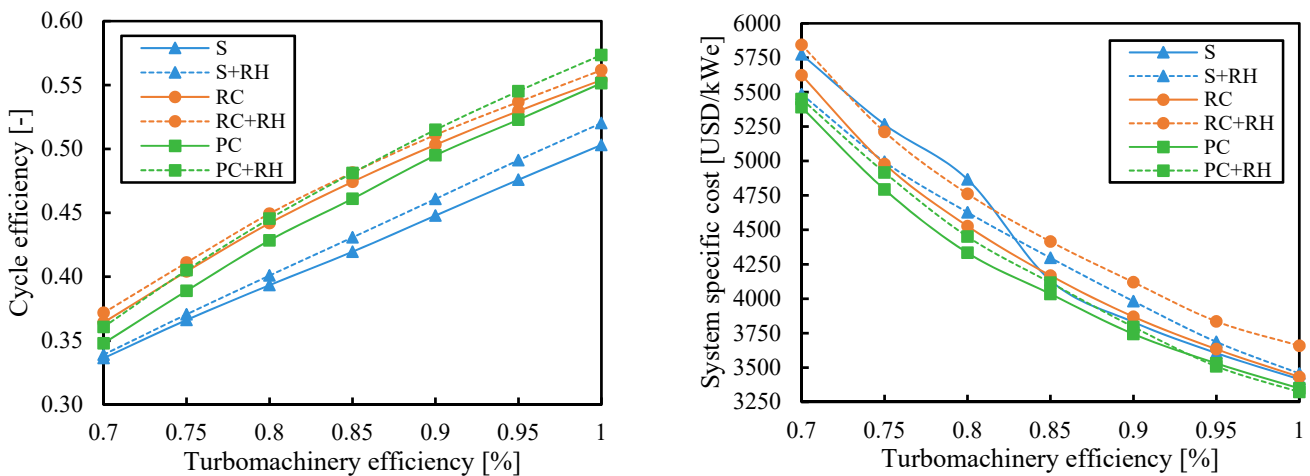 Cycle efficiency [-]
0.60
0.55
0.50
0.45
0.40
0.35
0.30
S
S+RH
RC
RC+RH
PC
PC+RH
0.7 0.75 0.8 0.85 0.9 0.95 1
Turbomachinery efficiency [%]
System specific cost [USD/kWe]
6000
5750
5500
5250
5000
4750
4500
4250
4000
3750
3500
3250
S
S+RH
RC
RC+RH
PC
PC+RH
0.7 0.75 0.8 0.85 0.9 0.95 1
Turbomachinery efficiency [%]